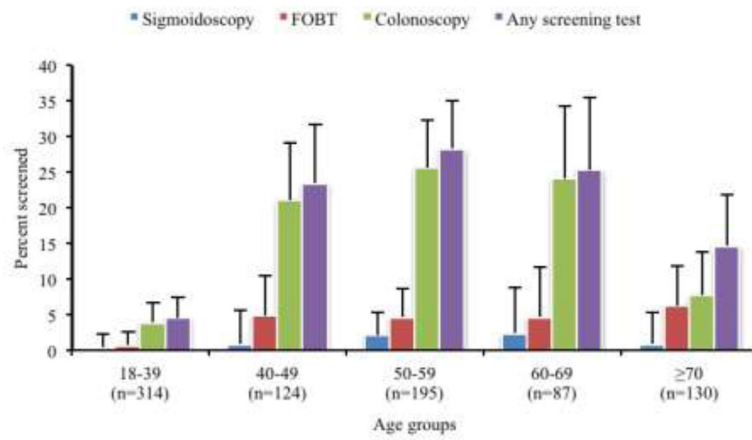 Sigmoidoscopy FOBT Colonoscopy Any screening test
40
35
30
25
20
15
10
5
0
Percent screened
18-39 40-49 50-59 60-69 ≥70
(n=314) (n=124) (n=195) (n=87) (n=130)
Age groups